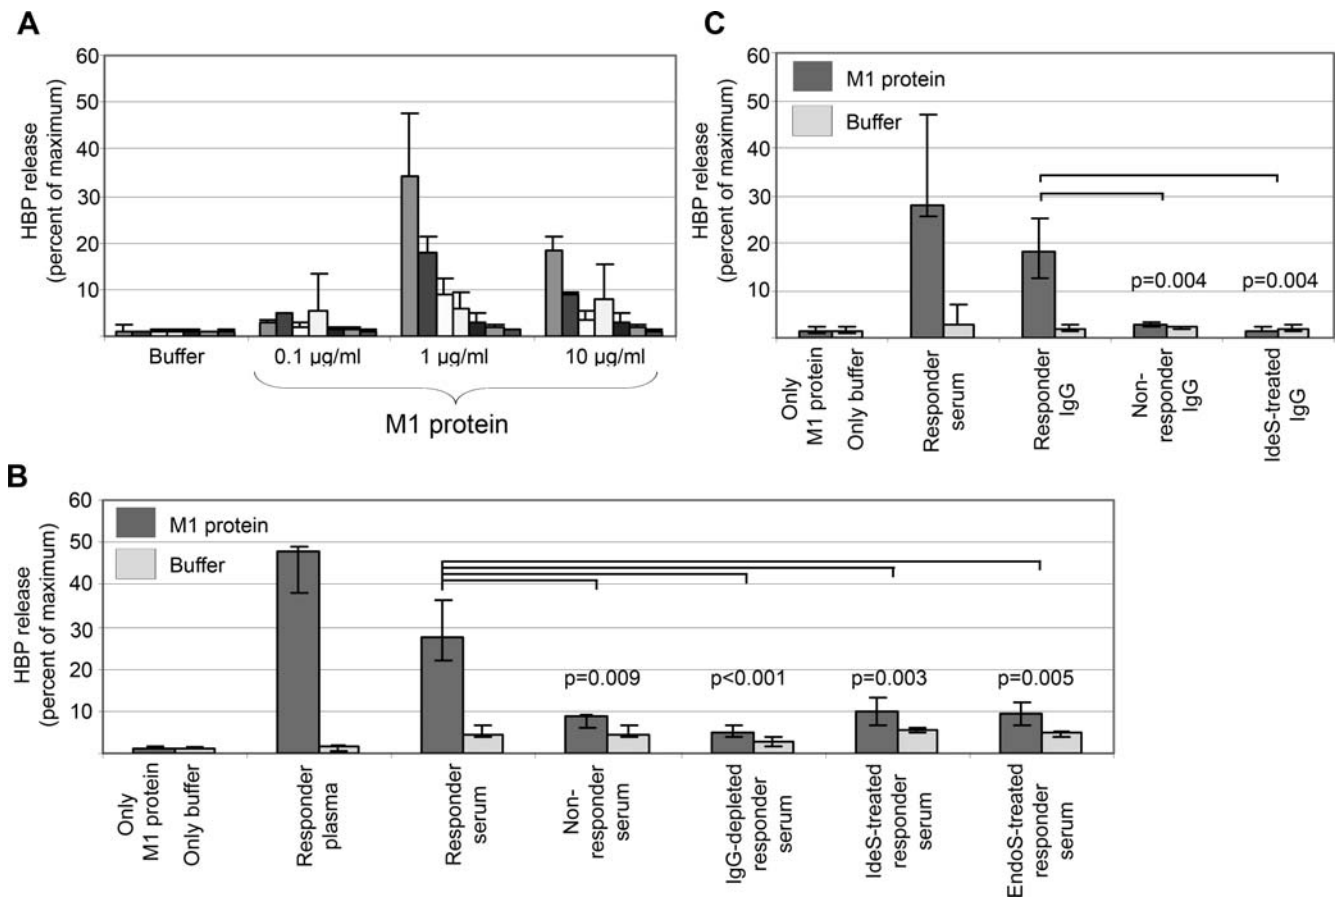 A
HBP release
(percent of maximum)
60
50
40
30
20
10
Buffer
0.1 µg/ml
1 µg/ml
10 µg/ml
M1 protein
C
HBP release
(percent of maximum)
60
50
40
30
20
10
M1 protein
Buffer
p=0.004
p=0.004
Only
M1 protein
Only buffer
Responder
serum
Responder
IgG
Non-
responder
IgG
IdeS-treated
IgG
B
HBP release
(percent of maximum)
60
50
40
30
20
10
M1 protein
Buffer
p=0.009
p<0.001
p=0.003
p=0.005
Only
M1 protein
Only buffer
Responder
plasma
Responder
serum
Non-
responder
serum
IgG-depleted
responder
serum
IdeS-treated
responder
serum
EndoS-treated
responder
serum